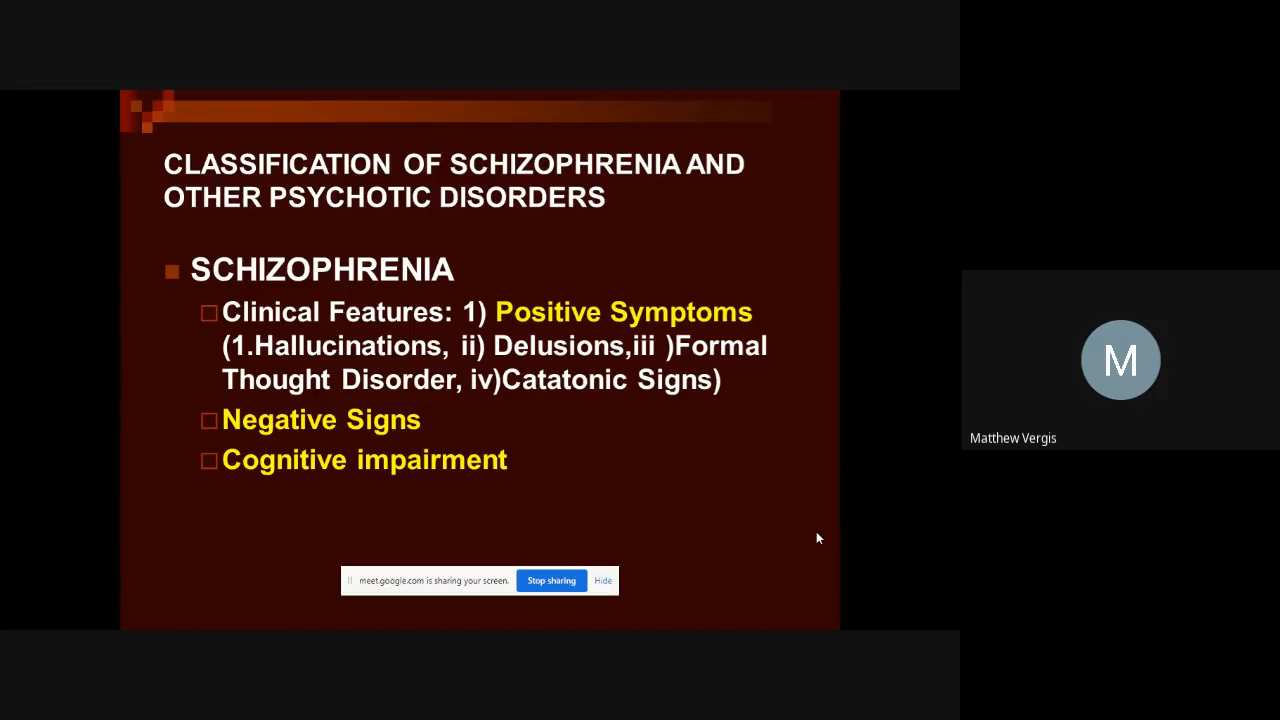 CLASSIFICATION OF SCHIZOPHRENIA AND
OTHER PSYCHOTIC DISORDERS
SCHIZOPHRENIA
Clinical Features: 1) Positive Symptoms
(1.Hallucinations, ii) Delusions,iii )Formal
Thought Disorder, iv)Catatonic Signs)
Negative Signs
Cognitive impairment
meet.google.com is sharing your screen. Stop sharing Hide
M
Matthew Vergis